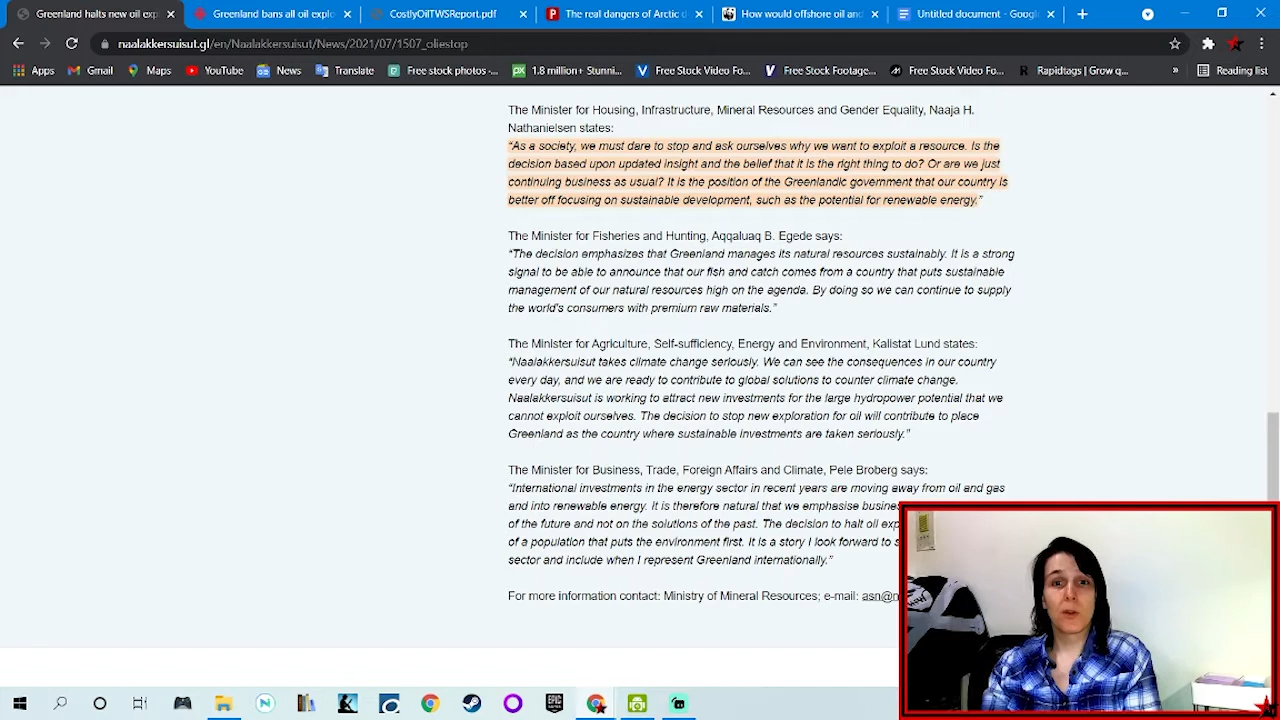 Greenland halts new oil exp
Greenland bans all oil explo
CostlyOilTWSReport.pdf
The real dangers of Arctic d
How would offshore oil and
Untitled document - Google
naalakkersuisut.gl/en/Naalakkersuisut/News/2021/07/1507_oliestop
Apps
Gmail
Maps
YouTube
News
Translate
Free stock photos -...
1.8 million+ Stunni...
Free Stock Video Fo...
Free Stock Footage...
Free Stock Video Fo...
Rapidtags | Grow q...
»
Reading list
The Minister for Housing, Infrastructure, Mineral Resources and Gender Equality, Naaja H.
Nathanielsen states:
“As a society, we must dare to stop and ask ourselves why we want to exploit a resource. Is the
decision based upon updated insight and the belief that it is the right thing to do? Or are we just
continuing business as usual? It is the position of the Greenlandic government that our country is
better off focusing on sustainable development, such as the potential for renewable energy.”
The Minister for Fisheries and Hunting, Aqqaluaq B. Egede says:
“The decision emphasizes that Greenland manages its natural resources sustainably. It is a strong
signal to be able to announce that our fish and catch comes from a country that puts sustainable
management of our natural resources high on the agenda. By doing so we can continue to supply
the world's consumers with premium raw materials.”
The Minister for Agriculture, Self-sufficiency, Energy and Environment, Kalistat Lund states:
“Naalakkersuisut takes climate change seriously. We can see the consequences in our country
every day, and we are ready to contribute to global solutions to counter climate change.
Naalakkersuisut is working to attract new investments for the large hydropower potential that we
cannot exploit ourselves. The decision to stop new exploration for oil will contribute to place
Greenland as the country where sustainable investments are taken seriously.”
The Minister for Business, Trade, Foreign Affairs and Climate, Pele Broberg says:
“International investments in the energy sector in recent years are moving away from oil and gas
and into renewable energy. It is therefore natural that we emphasise busine
of the future and not on the solutions of the past. The decision to halt oil exp
of a population that puts the environment first. It is a story I look forward to s
sector and include when I represent Greenland internationally.”
For more information contact: Ministry of Mineral Resources; e-mail: asn@n